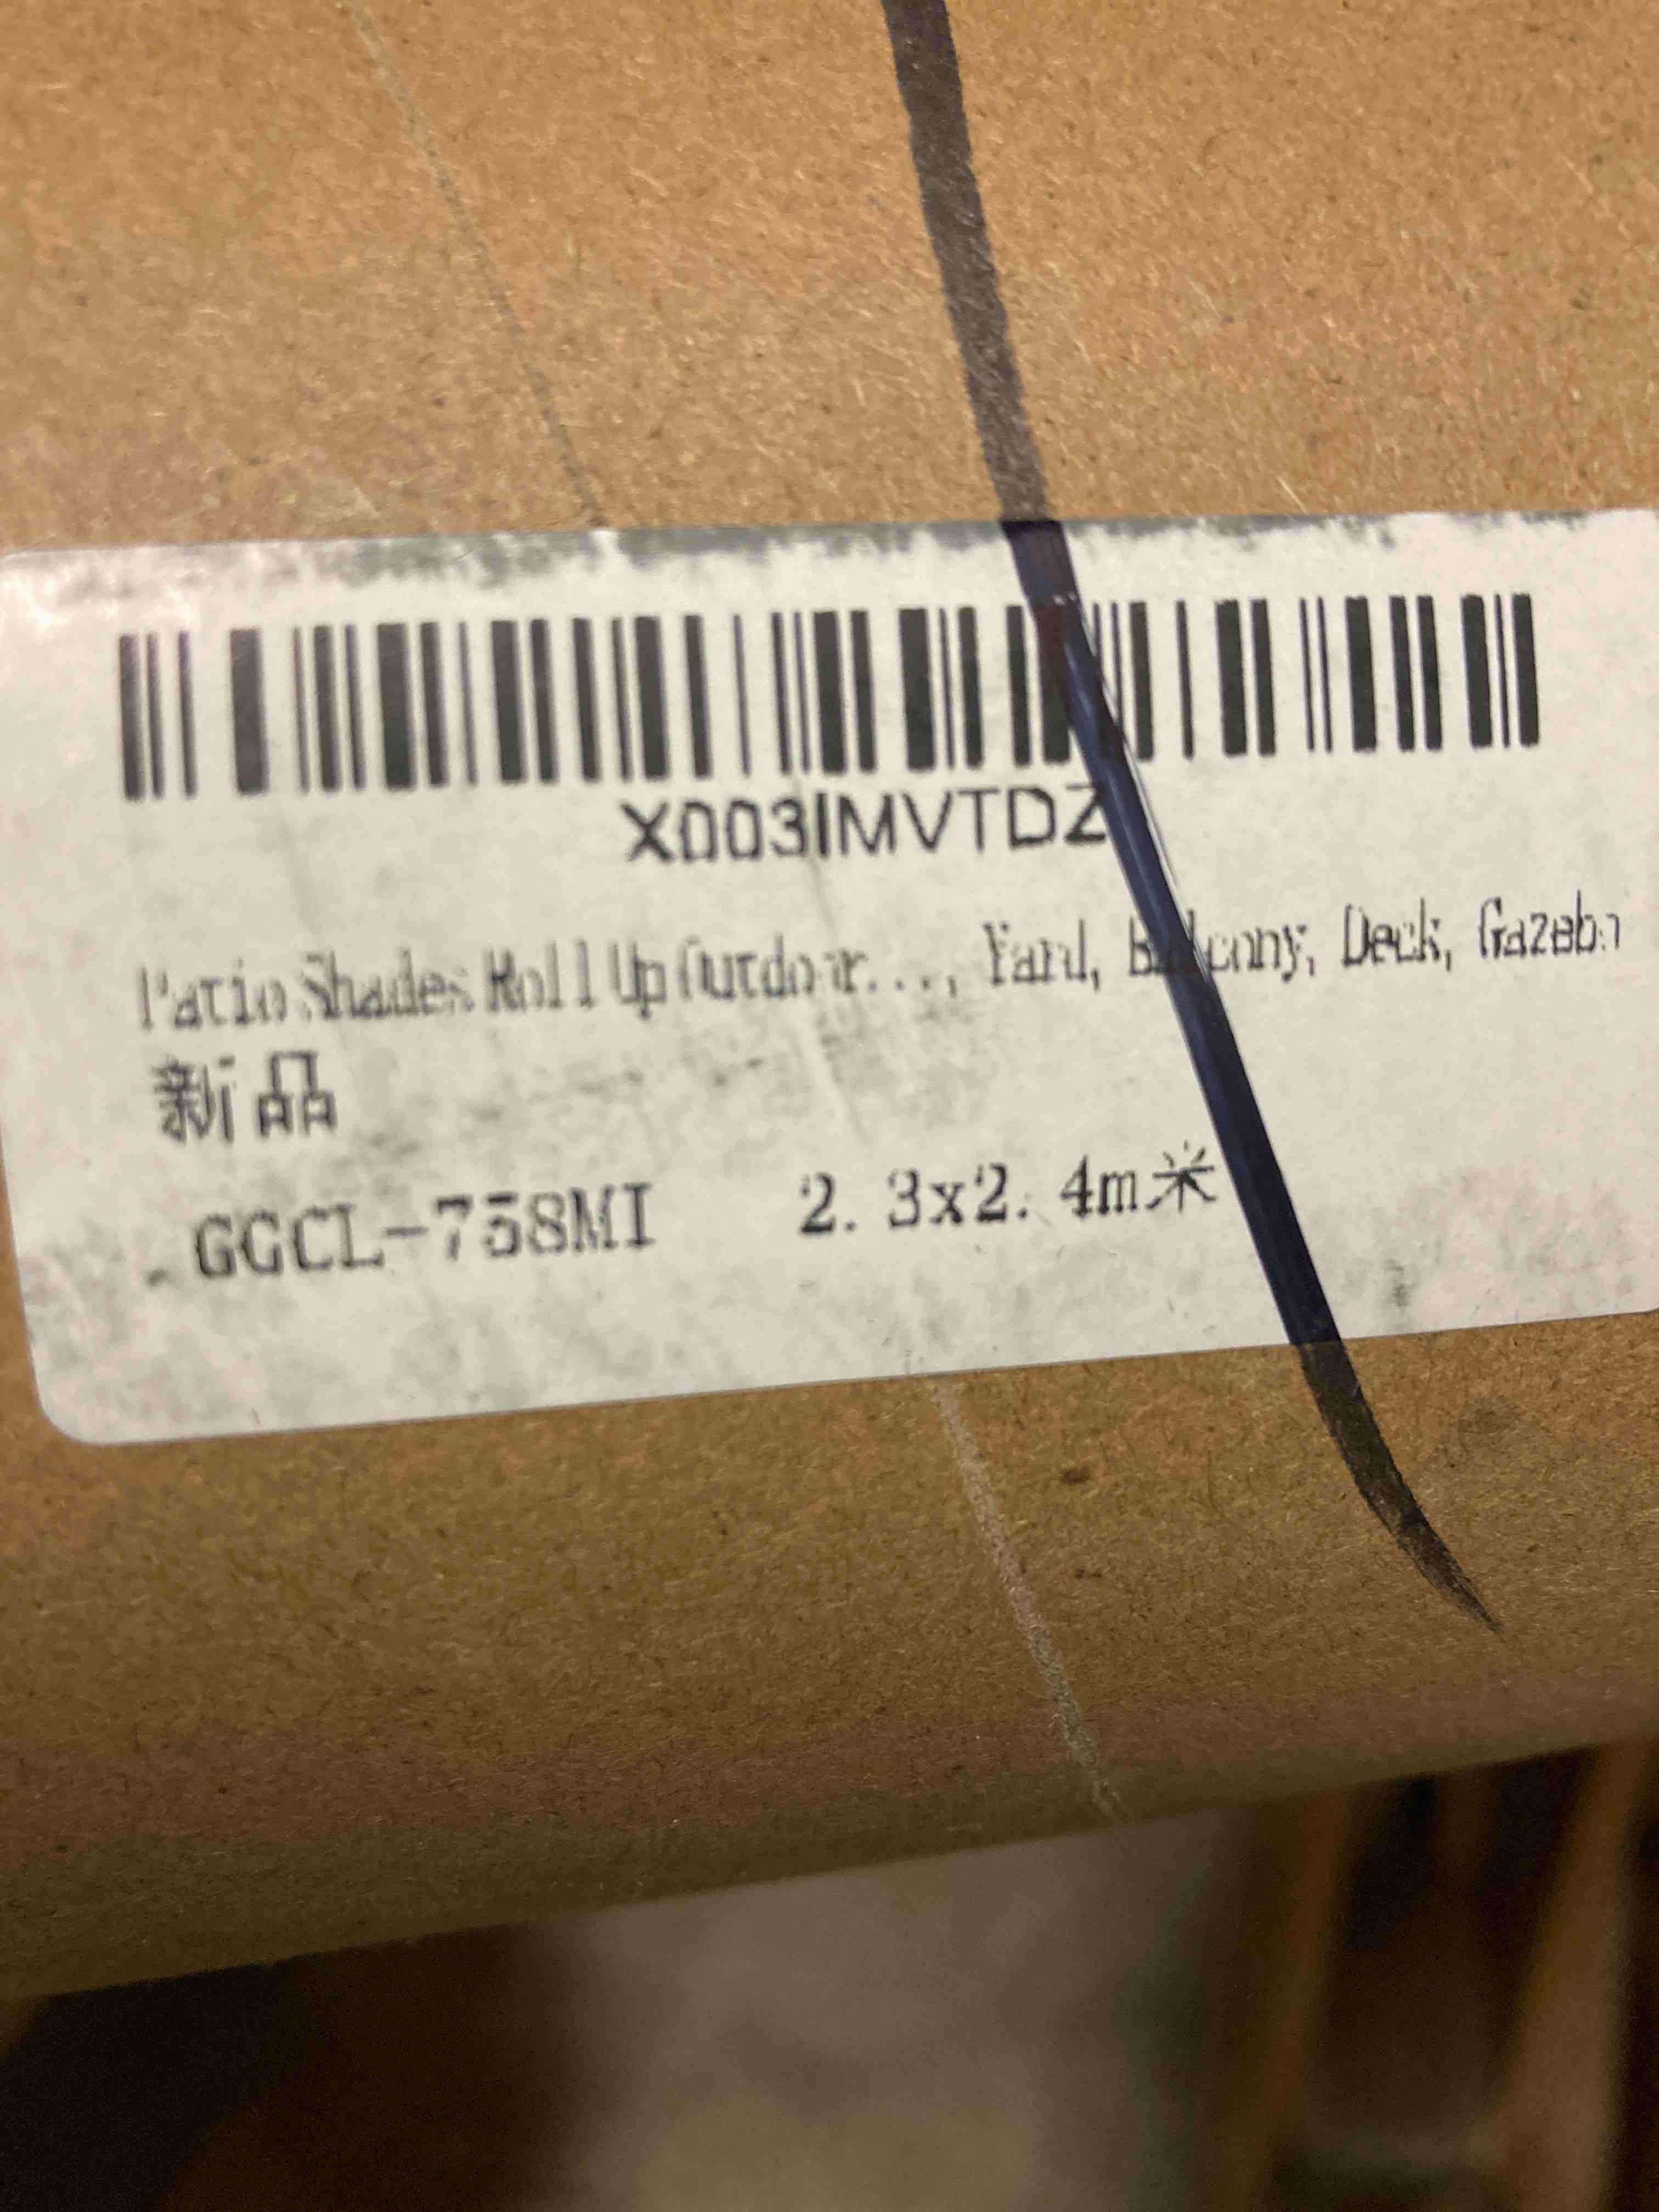 X003IMVTDZ
Patio Shades Roll Up Outdoor..., Yard, Balcony, Deck, Gazebo
新品
GGCL-758MI 2.3x2.4m米